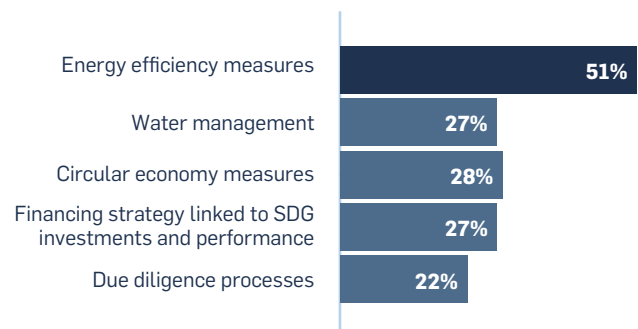 Energy efficiency measures
51%
Water management
27%
Circular economy measures
28%
Financing strategy linked to SDG
investments and performance
27%
Due diligence processes
22%